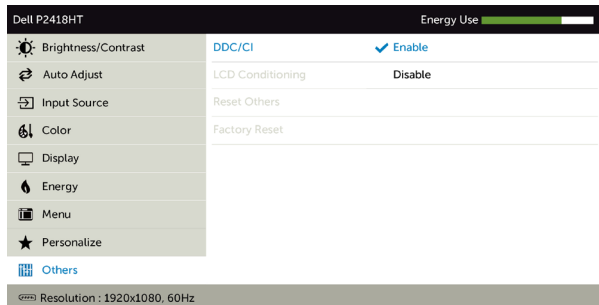 Dell P2418HT
Energy Use
Brightness/Contrast
Auto Adjust
Input Source
Color
Display
Energy
Menu
Personalize
Others
DDC/CI
Enable
LCD Conditioning
Disable
Reset Others
Factory Reset
Resolution : 1920x1080, 60Hz